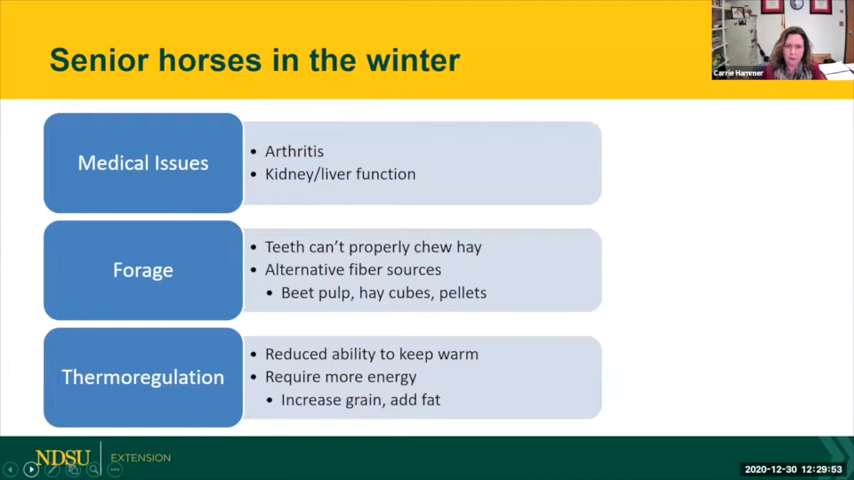 Senior horses in the winter
Carrie Hammer
Medical Issues
• Arthritis
• Kidney/liver function
Forage
• Teeth can't properly chew hay
• Alternative fiber sources
• Beet pulp, hay cubes, pellets
Thermoregulation
• Reduced ability to keep warm
• Require more energy
• Increase grain, add fat
NDSU EXTENSION
2020-12-30 12:29:53